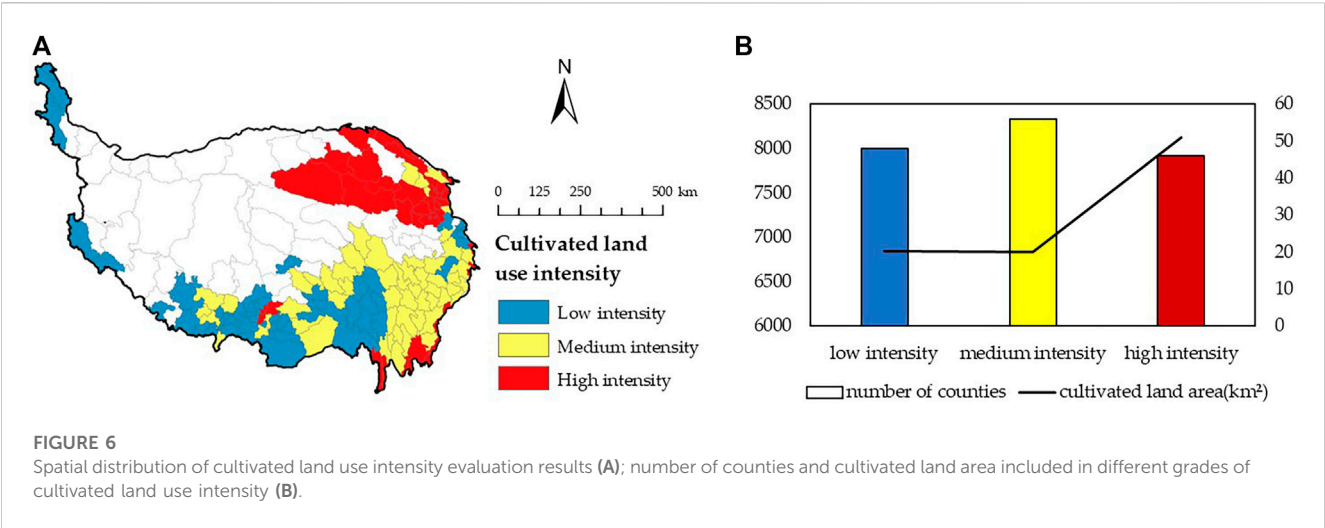 A
B
N
0 125 250 500 km
Cultivated land
use intensity
Low intensity
Medium intensity
High intensity
8500
8000
7500
7000
6500
6000
60
50
40
30
20
10
0
low intensity medium intensity high intensity
number of counties cultivated land area(km²)
FIGURE 6
Spatial distribution of cultivated land use intensity evaluation results (A); number of counties and cultivated land area included in different grades of
cultivated land use intensity (B).